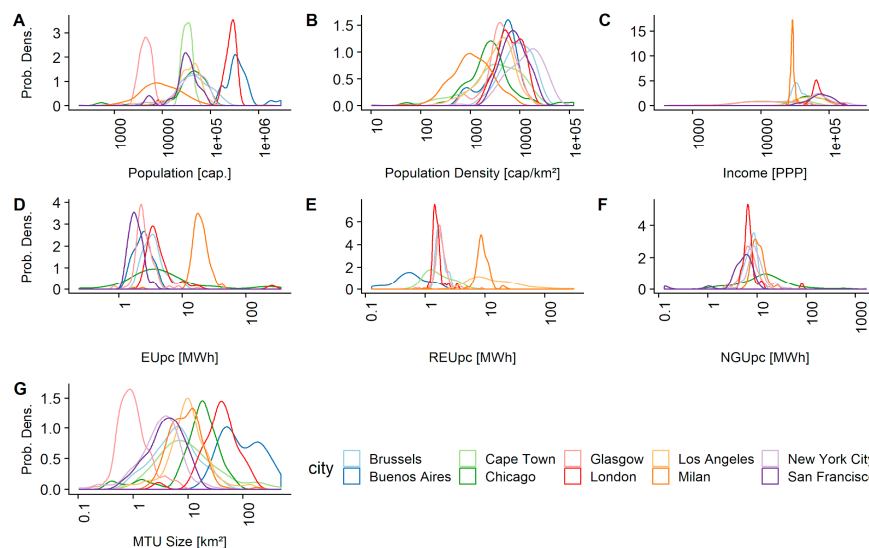 A
B
C
Prob. Dens.
3
2
1
0
1.5
1.0
0.5
0.0
15
10
5
0
10000
100000
1e+05
1e+06
10
100
1000
10000
1e+05
10000
1e+05
Population [cap.]
Population Density [cap/km²]
Income [PPP]
D
E
F
Prob. Dens.
4
3
2
1
0
6
4
2
0
4
2
0
1
10
100
0.1
1
10
100
0.1
1
10
100
1000
EUpc [MWh]
REUpc [MWh]
NGUpc [MWh]
G
Prob. Dens.
1.5
1.0
0.5
0.0
0.1
1
10
100
MTU Size [km²]
city
Brussels
Cape Town
Glasgow
Los Angeles
New York City
Buenos Aires
Chicago
London
Milan
San Francisc